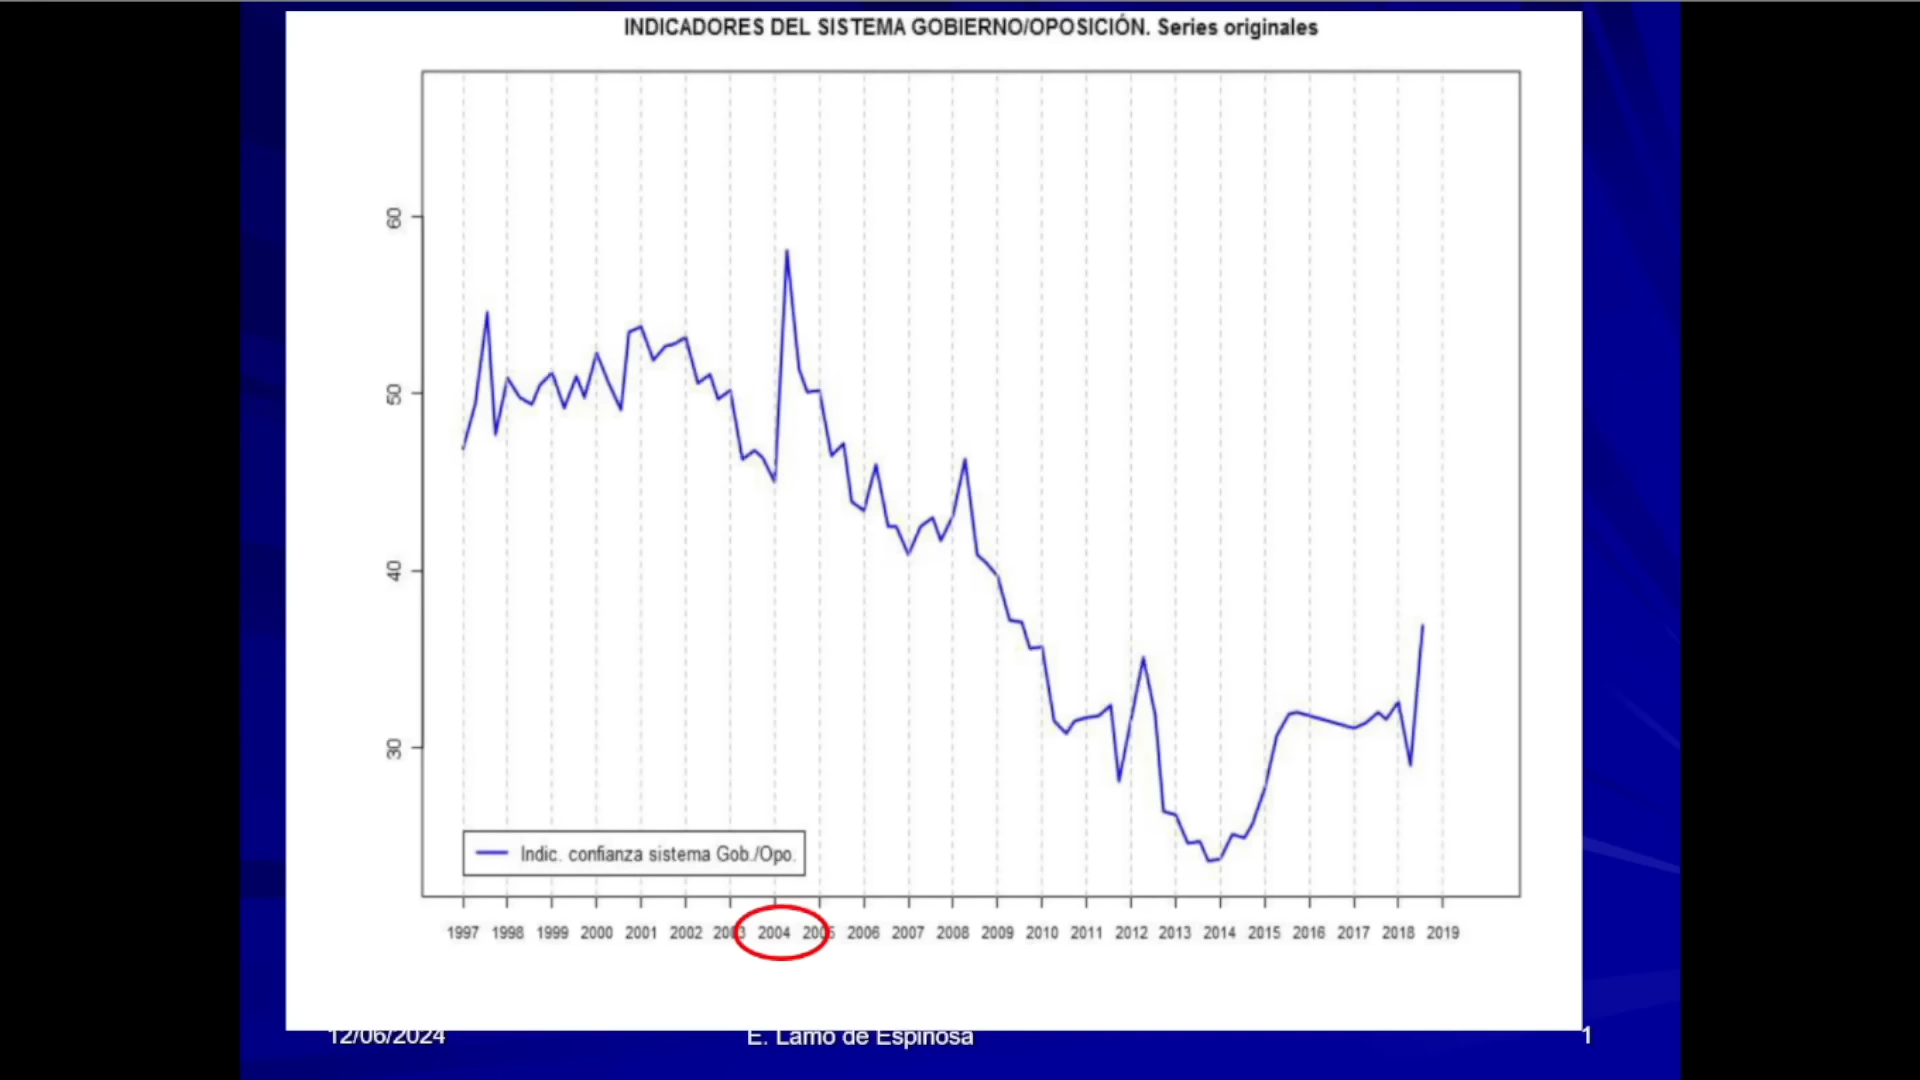 INDICADORES DEL SISTEMA GOBIERNO/OPOSICIÓN. Series originales
60
50
40
30
Indic. confianza sistema Gob./Opo.
1997 1998 1999 2000 2001 2002 2003 2004 2005 2006 2007 2008 2009 2010 2011 2012 2013 2014 2015 2016 2017 2018 2019
12/06/2024 E. Lamo de Espinosa 1